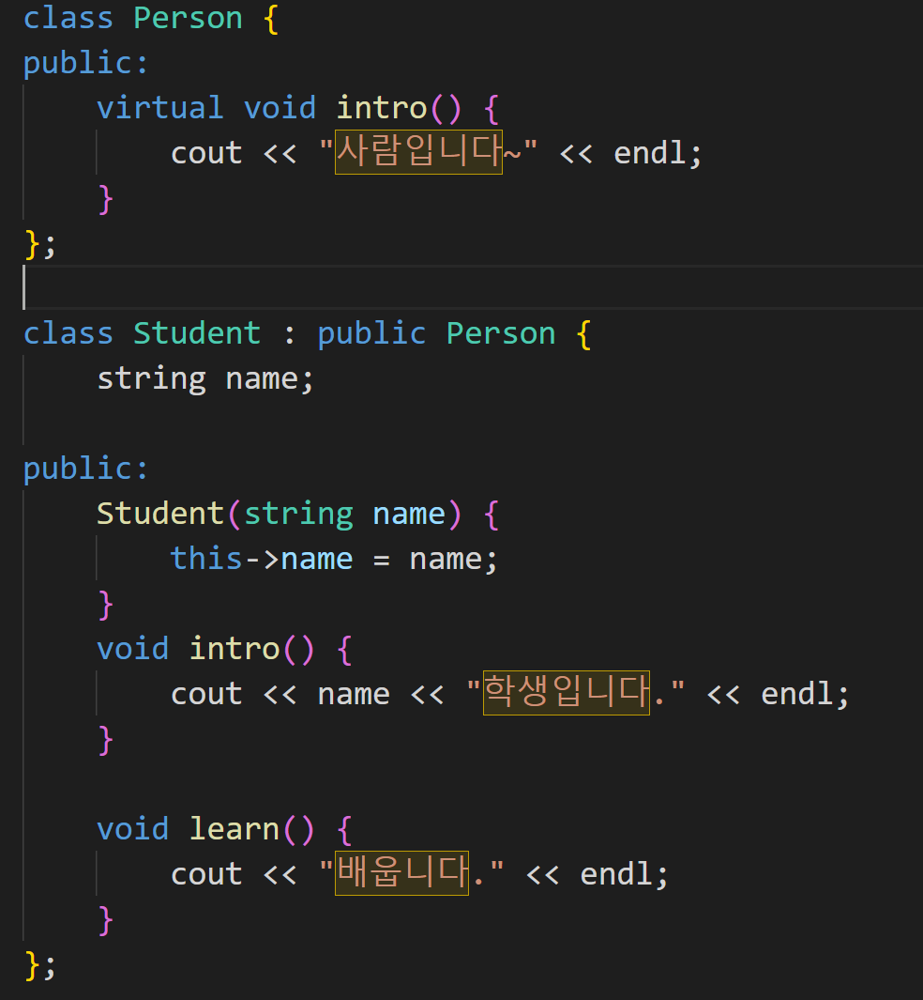 class Person {
public:
    virtual void intro() {
        cout << "사람입니다~" << endl;
    }
};

class Student : public Person {
    string name;

public:
    Student(string name) {
        this->name = name;
    }
    void intro() {
        cout << name << "학생입니다." << endl;
    }

    void learn() {
        cout << "배웁니다." << endl;
    }
};